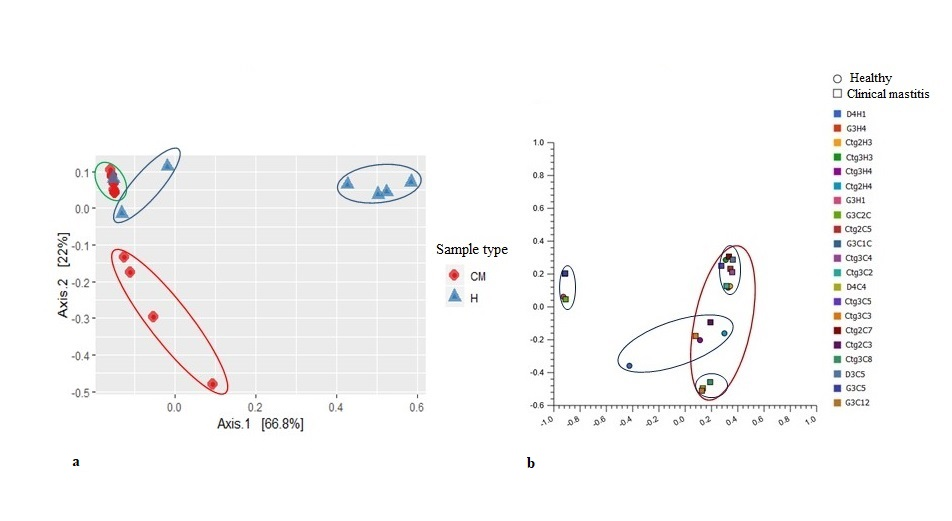 0.1
0.0
-0.1
-0.2
-0.3
-0.4
-0.5
Axis.2 [22%]
0.0 0.2 0.4 0.6
Axis.1 [66.8%]
Sample type
CM
H
a
1.0
0.8
0.6
0.4
0.2
0.0
-0.2
-0.4
-0.6
-1.0 -0.8 -0.6 -0.4 -0.2 0.0 0.2 0.4 0.6 0.8 1.0
b
Healthy
Clinical mastitis
D4H1
G3H4
Ctg2H3
Ctg3H3
Ctg3H4
Ctg2H4
G3H1
G3C2C
Ctg2C5
G3C1C
Ctg3C4
Ctg3C2
D4C4
Ctg3C5
Ctg3C3
Ctg2C7
Ctg2C3
Ctg3C8
D3C5
G3C5
G3C12